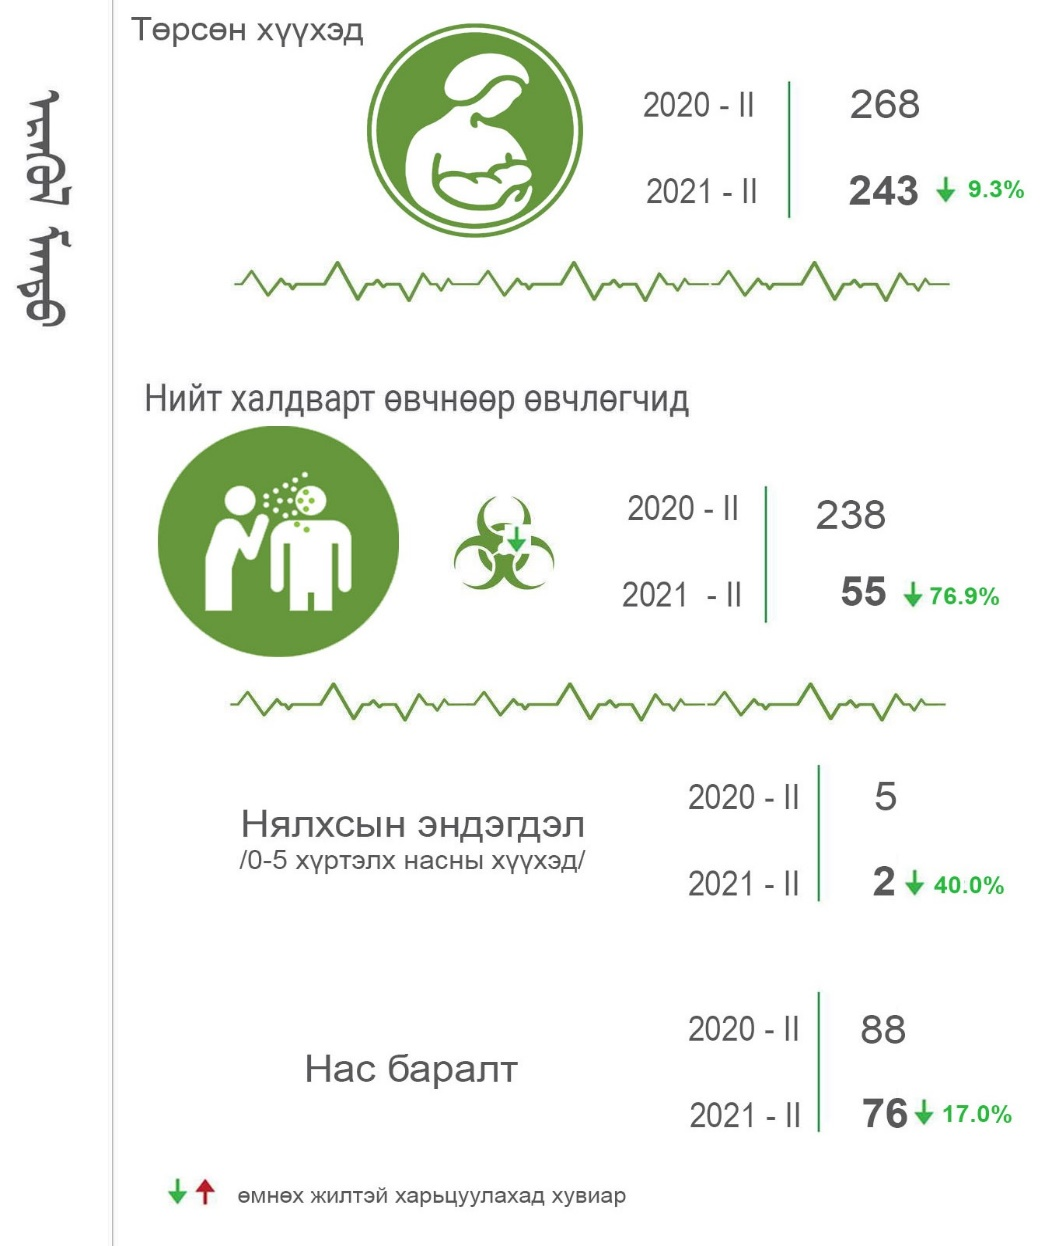 Төрсөн хүүхэд
2020 - II 268
2021 - II 243 9.3%
Нийт халдварт өвчнөөр өвчлөгчид
2020 - II 238
2021 - II 55 76.9%
Нялхсын эндэгдэл
/0-5 хүртэлх насны хүүхэд/
2020 - II 5
2021 - II 2 40.0%
Нас баралт
2020 - II 88
2021 - II 76 17.0%
өмнөх жилтэй харьцуулахад хувиар